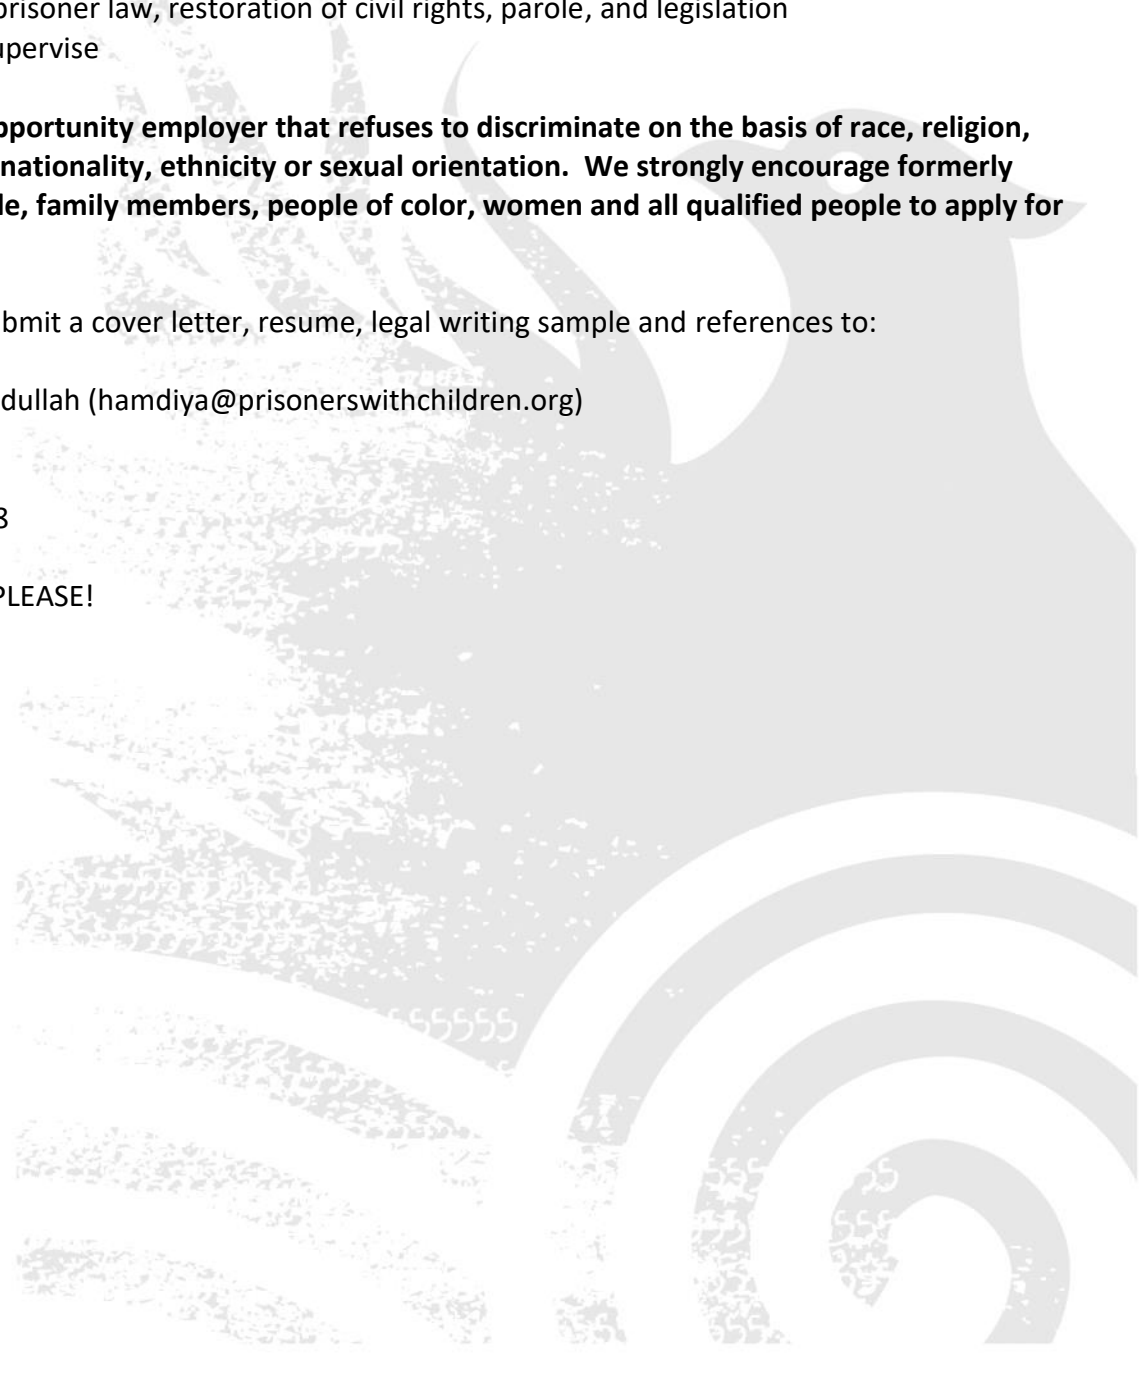 prisoner law, restoration of civil rights, parole, and legislation
upervise
pportunity employer that refuses to discriminate on the basis of race, religion,
nationality, ethnicity or sexual orientation.  We strongly encourage formerly
le, family members, people of color, women and all qualified people to apply for
bmit a cover letter, resume, legal writing sample and references to:
dullah (hamdiya@prisonerswithchildren.org)
8
PLEASE!
55555